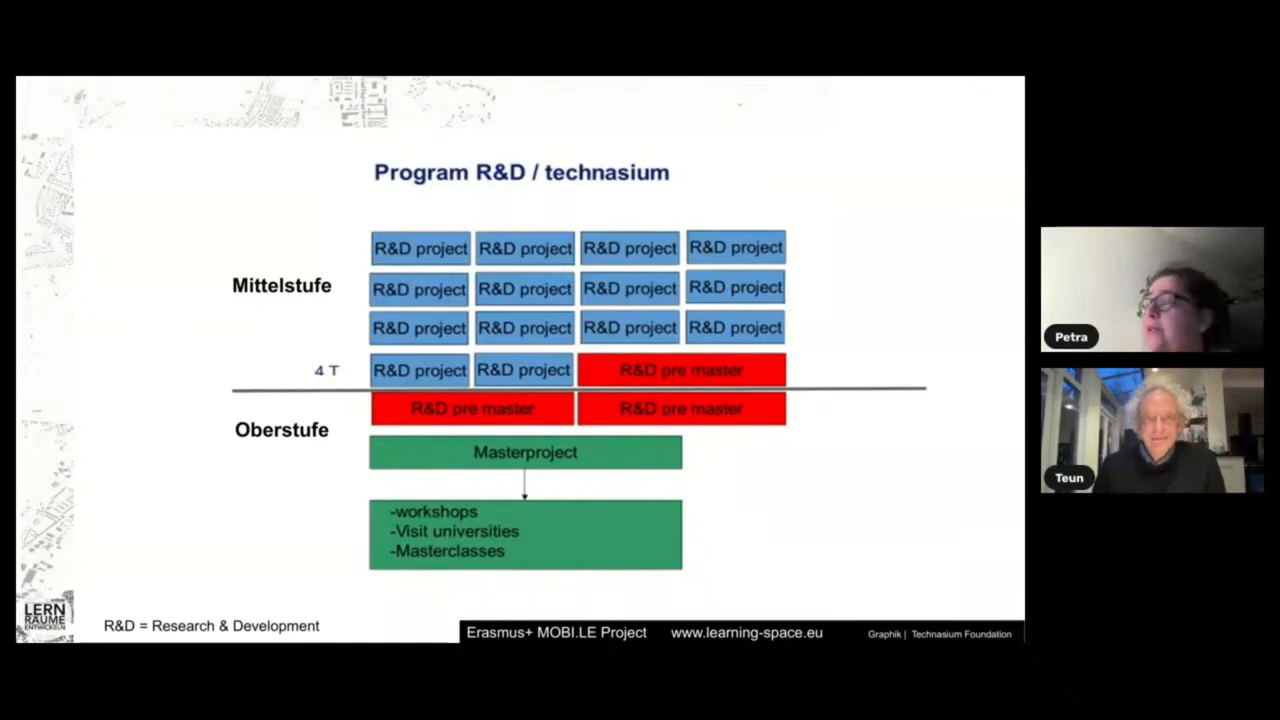 Program R&D / technasium
R&D project R&D project R&D project R&D project
Mittelstufe
R&D project R&D project R&D project R&D project
R&D project R&D project R&D project R&D project
4 T
R&D project R&D project R&D pre master
R&D pre master R&D pre master
Oberstufe
Masterproject
-workshops
-Visit universities
-Masterclasses
LERN
RÄUME
ENTWICKELN
R&D = Research & Development
Erasmus+ MOBI.LE Project www.learning-space.eu Graphik | Technasium Foundation
Petra
Teun